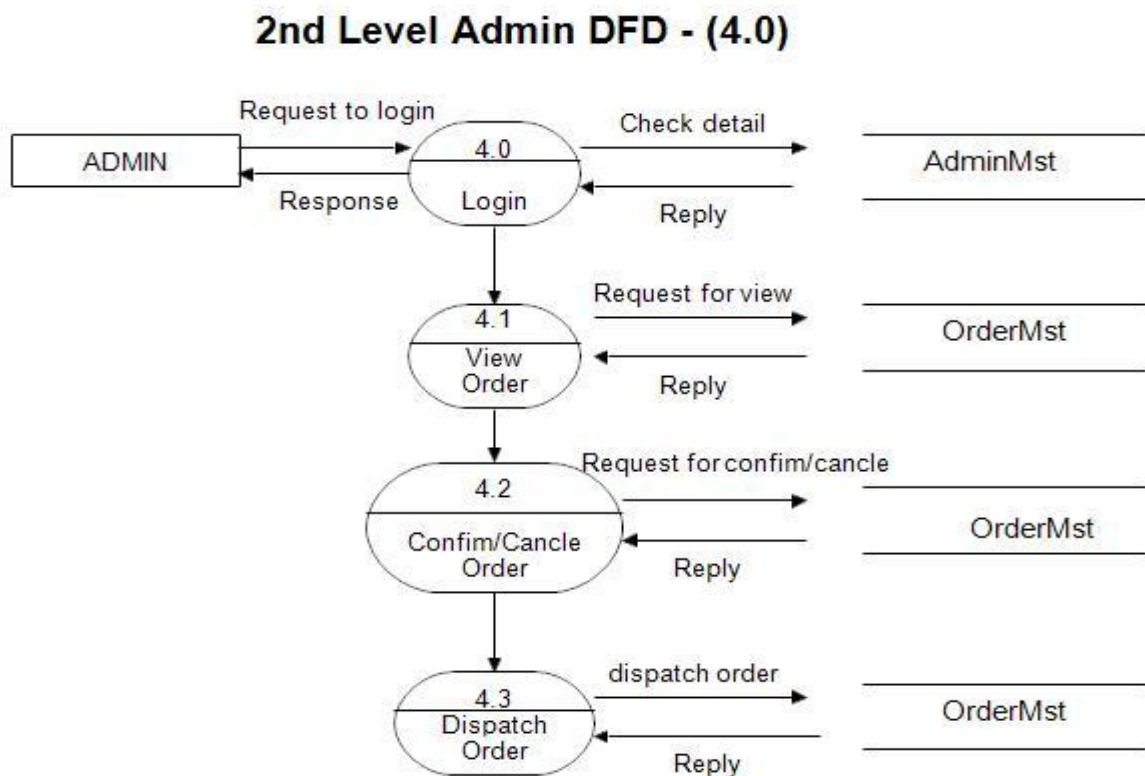 2nd Level Admin DFD - (4.0)
Request to login
Check detail
ADMIN
4.0
AdminMst
Response
Login
Reply
Request for view
4.1
OrderMst
View
Order
Reply
Request for confim/cancle
4.2
OrderMst
Confim/Cancle
Order
Reply
dispatch order
4.3
OrderMst
Dispatch
Order
Reply